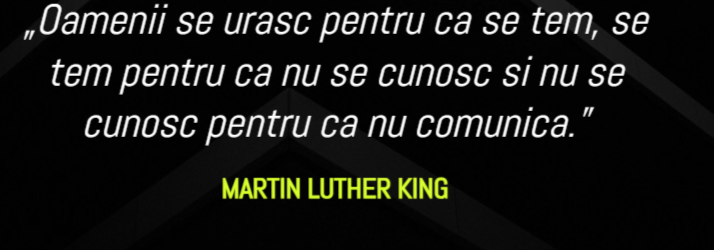 „Oamenii se urasc pentru ca se tem, se
tem pentru ca nu se cunosc si nu se
cunosc pentru ca nu comunica.”
MARTIN LUTHER KING